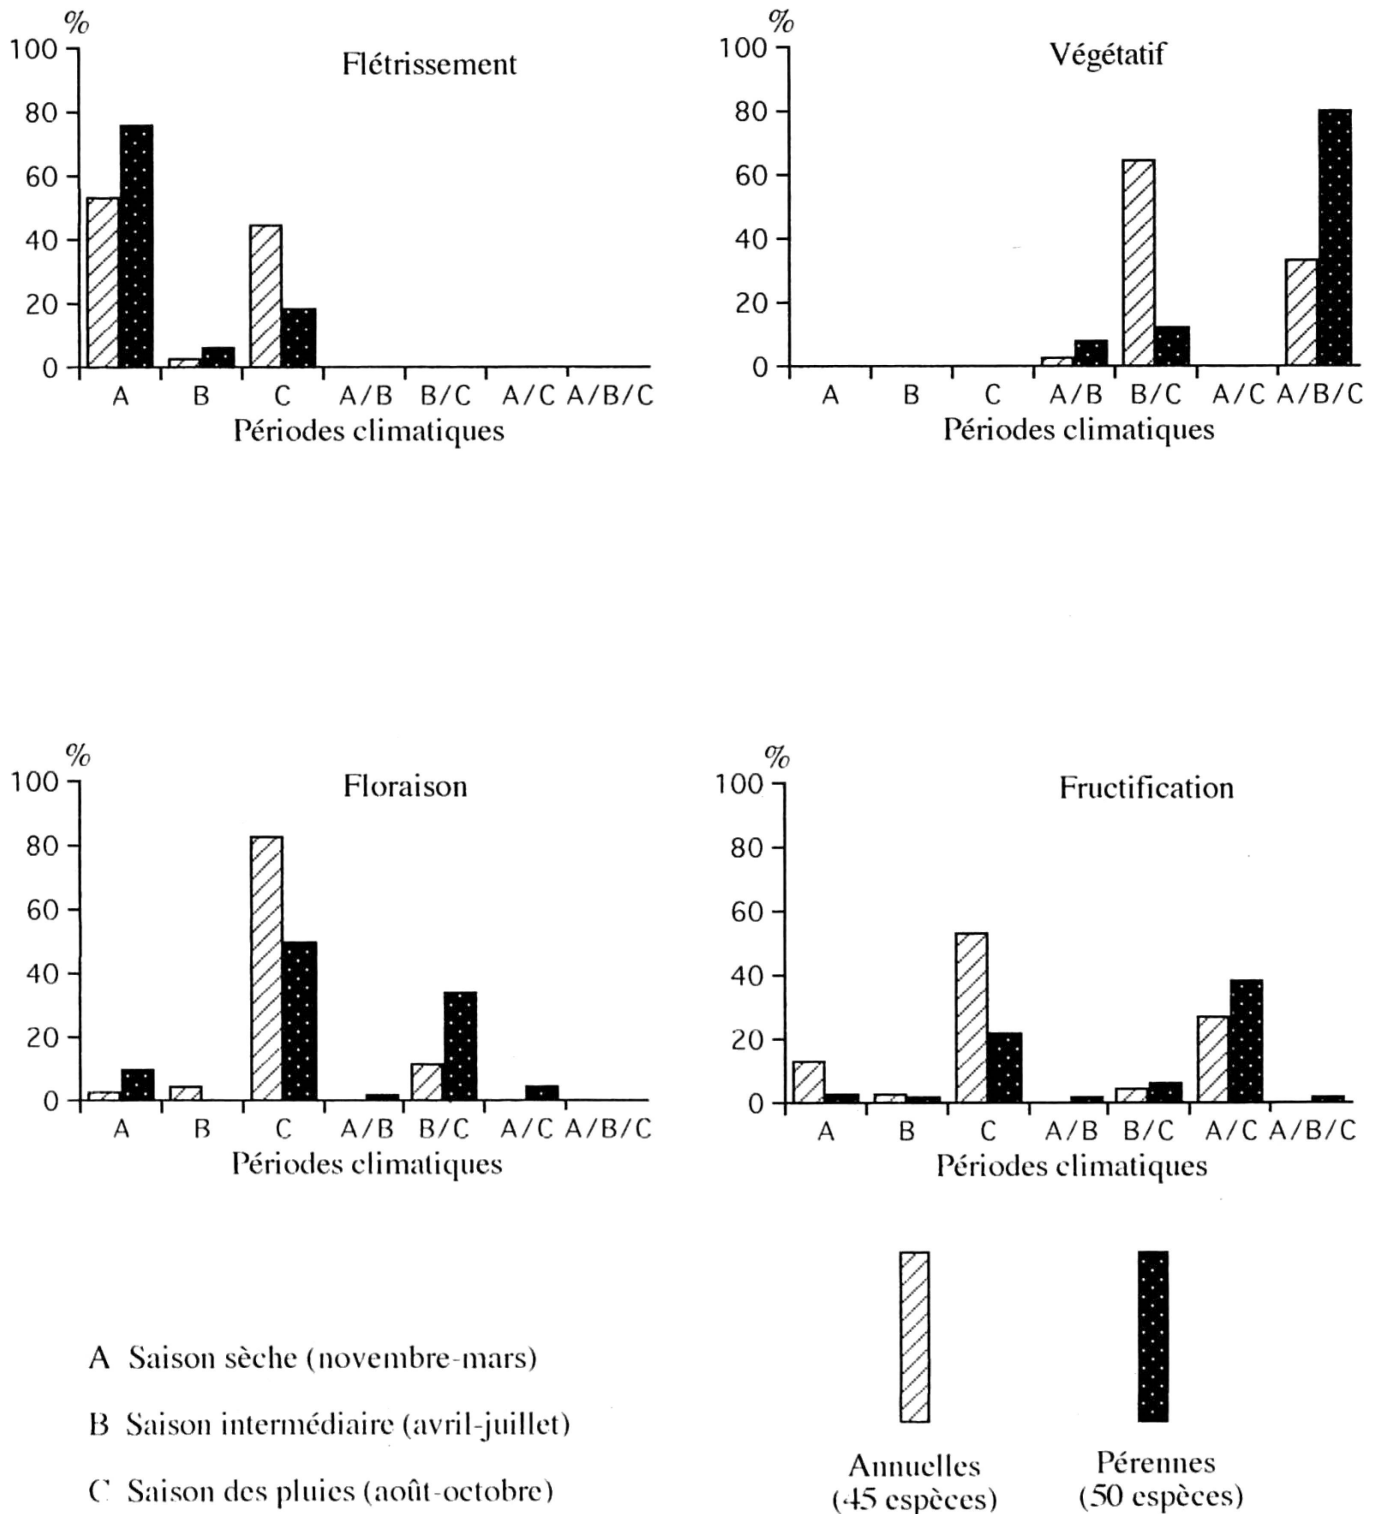 %
Flétrissement
100
80
60
40
20
0
A B C A/B B/C A/C A/B/C
Périodes climatiques
%
Végétatif
100
80
60
40
20
0
A B C A/B B/C A/C A/B/C
Périodes climatiques
%
Floraison
100
80
60
40
20
0
A B C A/B B/C A/C A/B/C
Périodes climatiques
%
Fructification
100
80
60
40
20
0
A B C A/B B/C A/C A/B/C
Périodes climatiques
A Saison sèche (novembre-mars)
B Saison intermédiaire (avril-juillet)
C Saison des pluies (août-octobre)
Annuelles
(45 espèces)
Pérennes
(50 espèces)